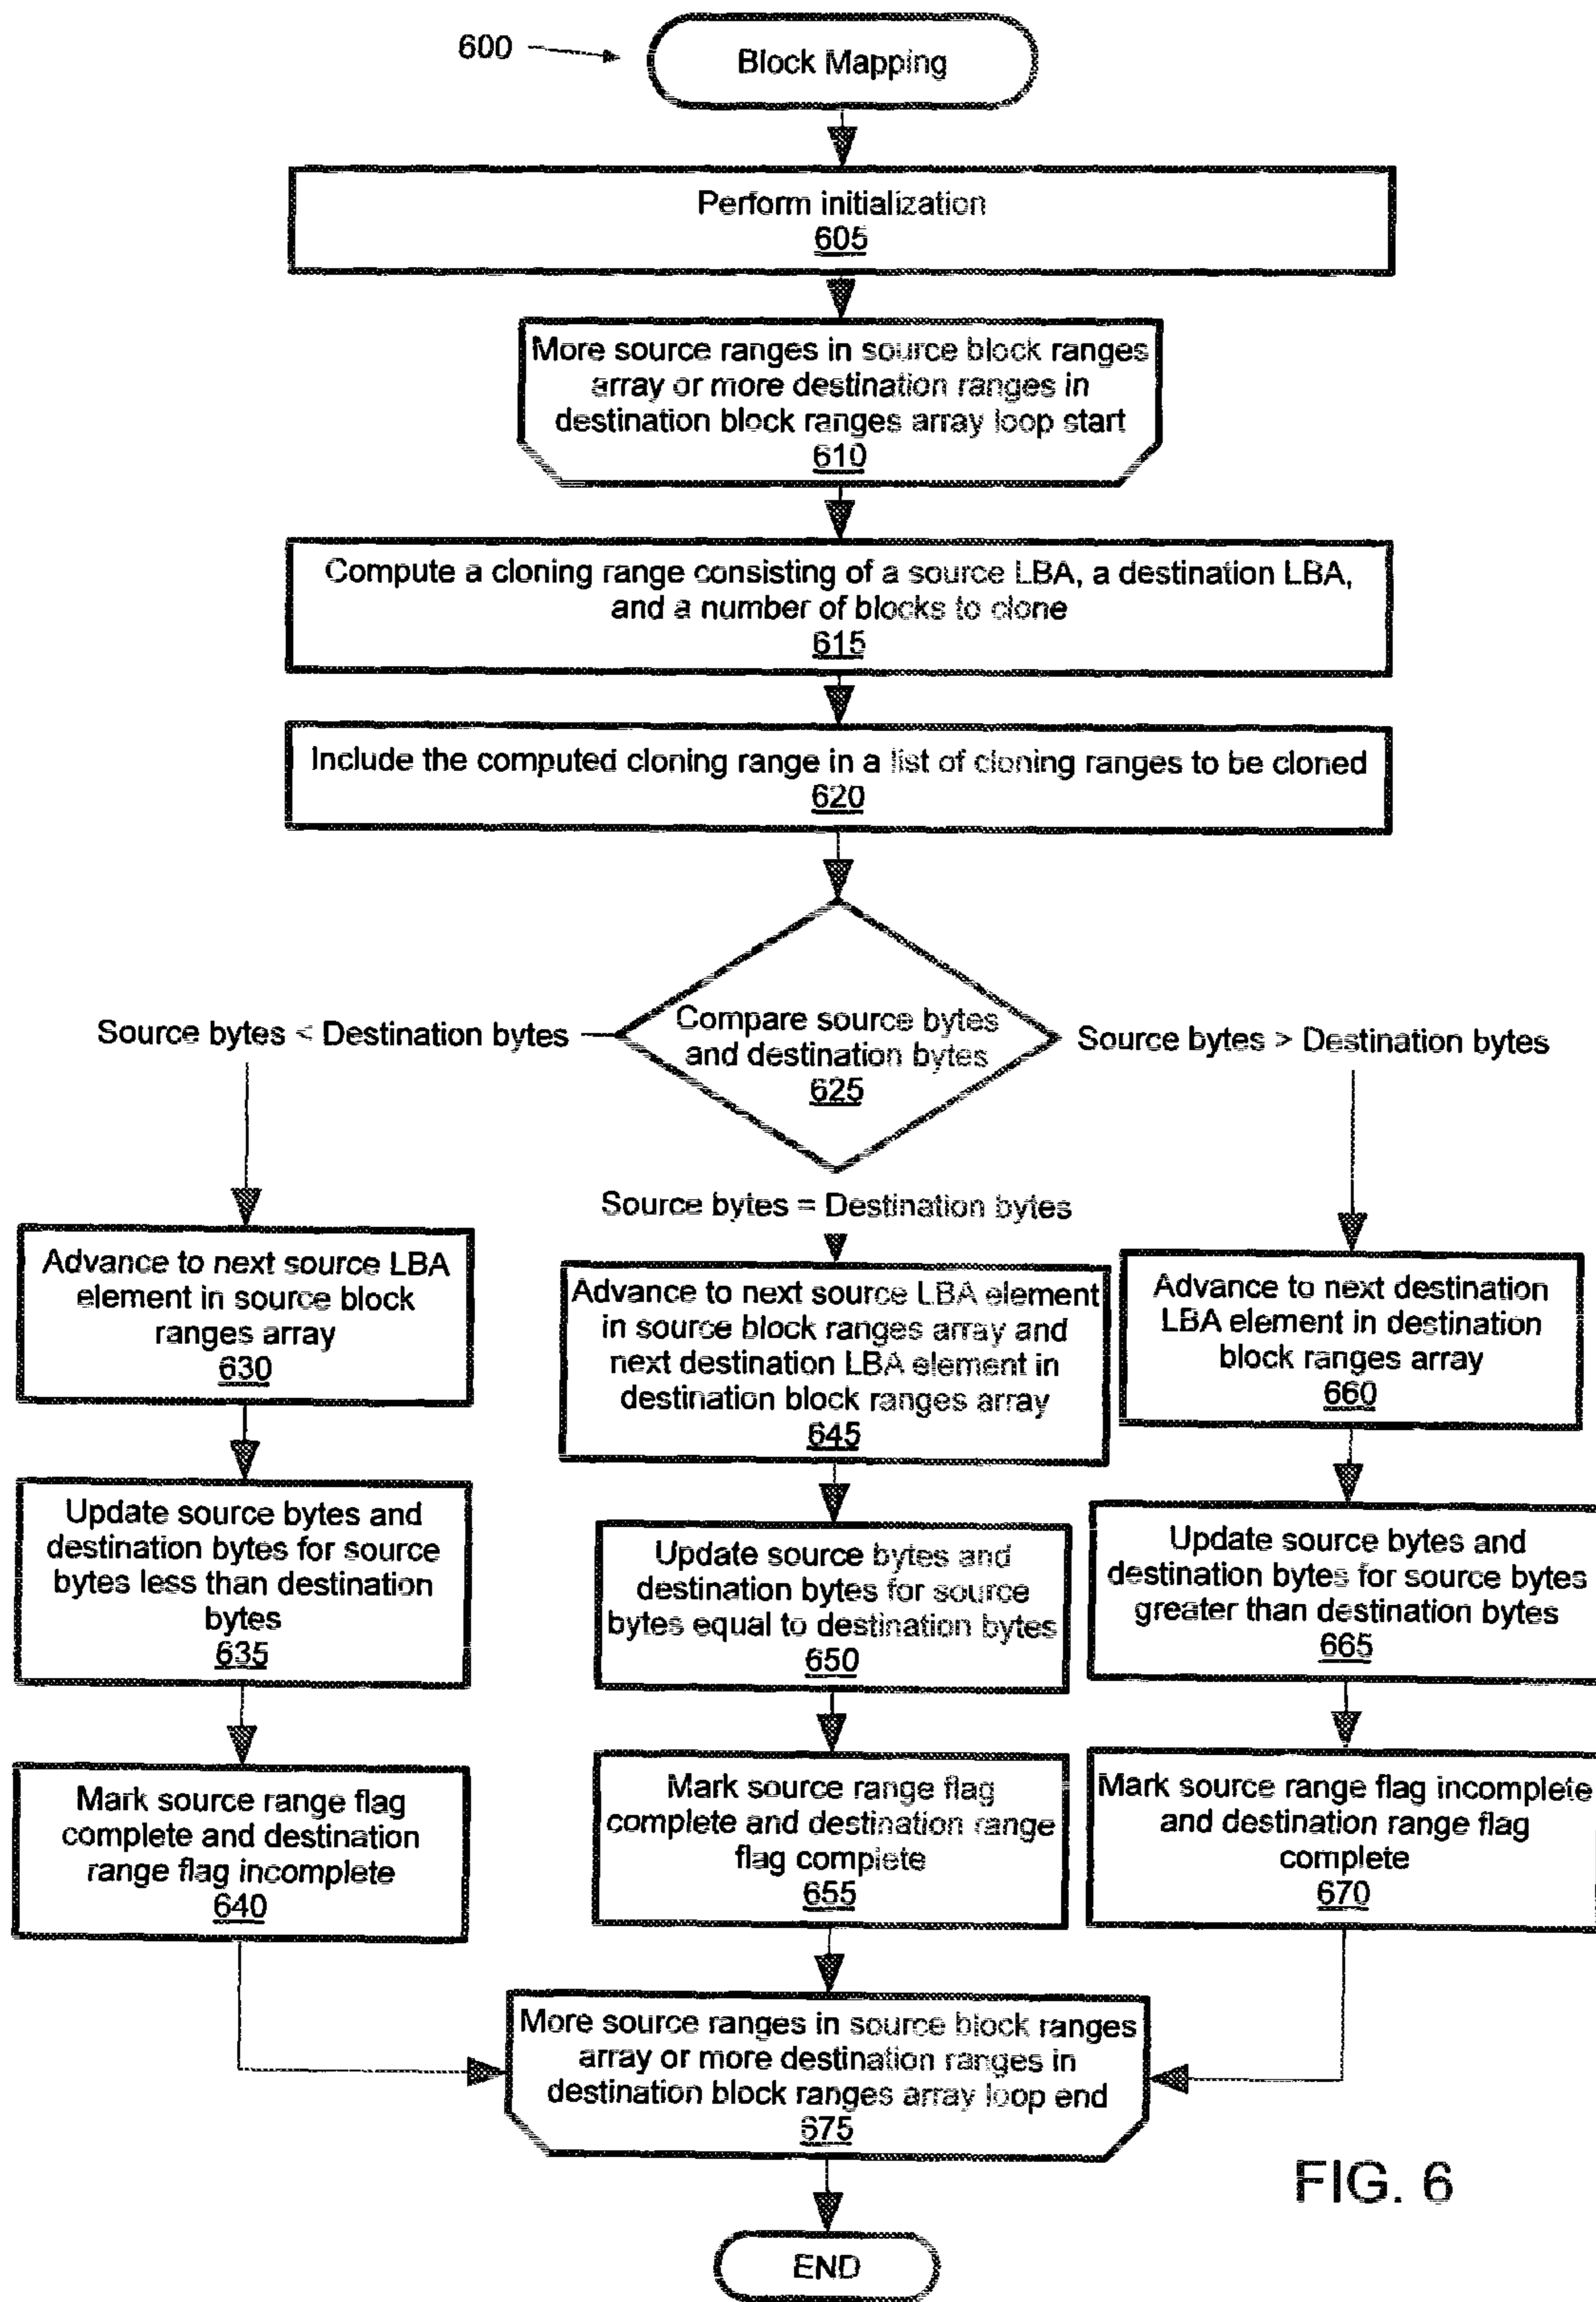 600
Block Mapping
Perform initialization
605
More source ranges in source block ranges
array or more destination ranges in
destination block ranges array loop start
610
Compute a cloning range consisting of a source LBA, a destination LBA,
and a number of blocks to clone
615
Include the computed cloning range in a list of cloning ranges to be cloned
620
Compare source bytes
and destination bytes
625
Source bytes < Destination bytes
Source bytes > Destination bytes
Source bytes = Destination bytes
Advance to next source LBA
element in source block
ranges array
630
Update source bytes and
destination bytes for source
bytes less than destination
bytes
635
Mark source range flag
complete and destination
range flag incomplete
640
Advance to next source LBA element
in source block ranges array and
next destination LBA element in
destination block ranges array
645
Update source bytes and
destination bytes for source
bytes equal to destination bytes
650
Mark source range flag
complete and destination range
flag complete
655
Advance to next destination
LBA element in destination
block ranges array
660
Update source bytes and
destination bytes for source bytes
greater than destination bytes
665
Mark source range flag incomplete
and destination range flag
complete
670
More source ranges in source block ranges
array or more destination ranges in
destination block ranges array loop end
675
END
FIG. 6